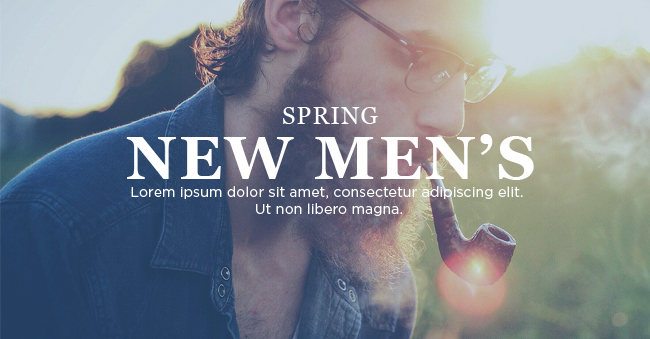 SPRING
NEW MEN’S
Lorem ipsum dolor sit amet, consectetur adipiscing elit.
Ut non libero magna.